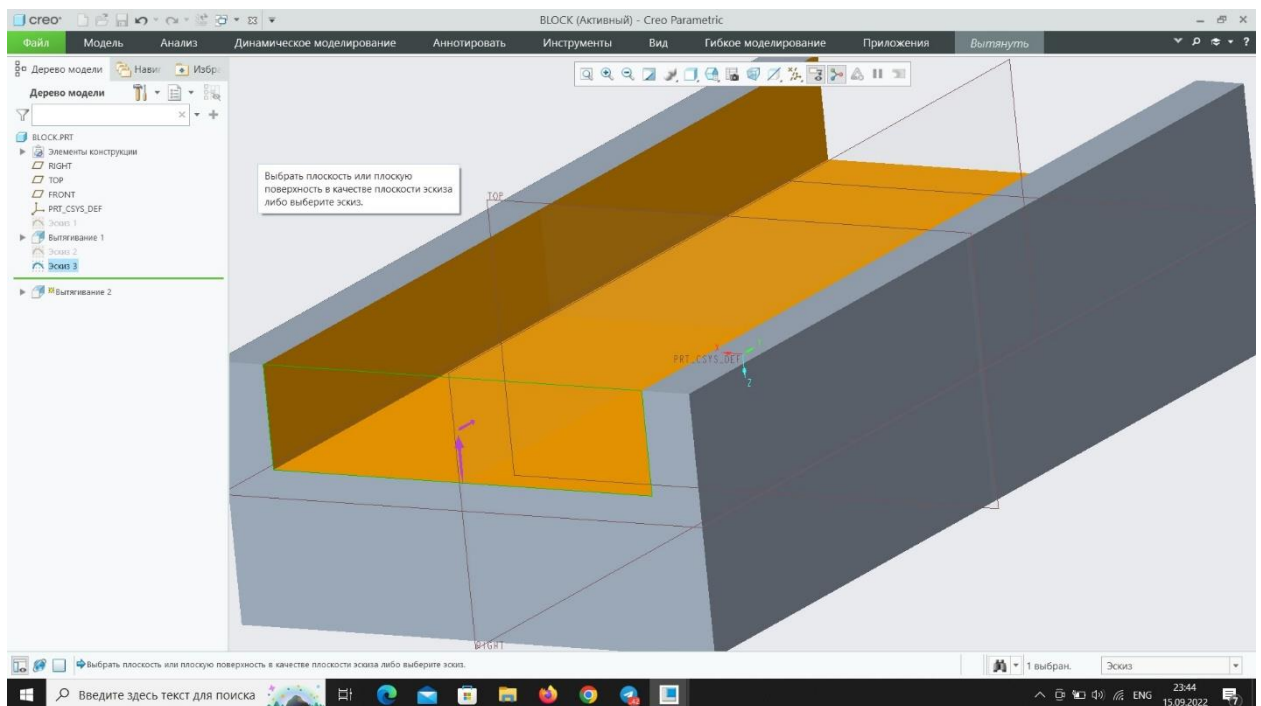 creo
BLOCK (Активный) - Creo Parametric
Файл Модель Анализ Динамическое моделирование Аннотировать Инструменты Вид Гибкое моделирование Приложения Вытянуть
Дерево модели Навиг Избр
Дерево модели
BLOCK.PRT
Элементы конструкции
RIGHT
TOP
FRONT
PRT_CSYS_DEF
Эскиз 1
Вытягивание 1
Эскиз 2
Эскиз 3
Вытягивание 2
Выбрать плоскость или плоскую
поверхность в качестве плоскости эскиза
либо выберите эскиз.
TOP
PRT_CSYS_DEF
X
Y
Z
RIGHT
Выбрать плоскость или плоскую поверхность в качестве плоскости эскиза либо выберите эскиз.
1 выбран.
Эскиз
Введите здесь текст для поиска
ENG
23:44
15.09.2022